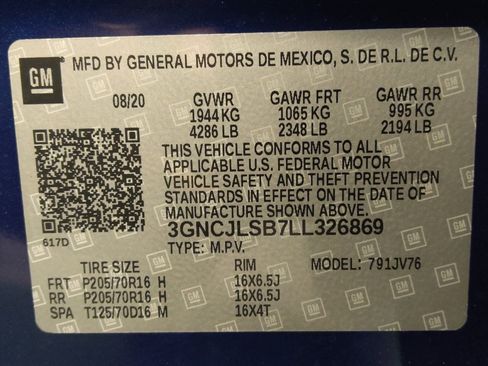 GM
MFD BY GENERAL MOTORS DE MEXICO, S. DE R.L. DE C.V.
08/20 GVWR GAWR FRT GAWR RR
1944 KG 1065 KG 995 KG
4286 LB 2348 LB 2194 LB
THIS VEHICLE CONFORMS TO ALL
APPLICABLE U.S. FEDERAL MOTOR
VEHICLE SAFETY AND THEFT PREVENTION
STANDARDS IN EFFECT ON THE DATE OF
MANUFACTURE SHOWN ABOVE.
617D 3GNCJLSB7LL326869
TYPE: M.P.V. MODEL: 791JV76
TIRE SIZE RIM
FRT P205/70R16 H 16X6.5J
RR P205/70R16 H 16X6.5J
SPA T125/70D16 M 16X4T